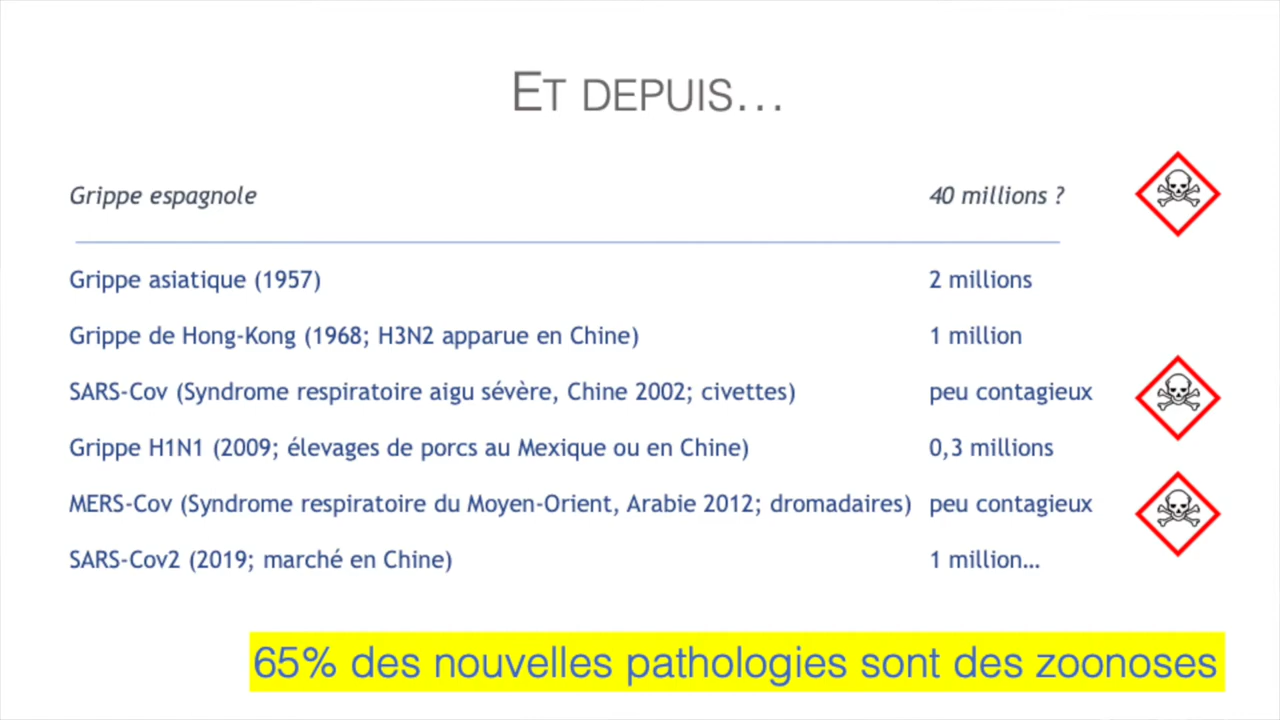 ET DEPUIS…
Grippe espagnole 40 millions ?
Grippe asiatique (1957) 2 millions
Grippe de Hong-Kong (1968; H3N2 apparue en Chine) 1 million
SARS-Cov (Syndrome respiratoire aigu sévère, Chine 2002; civettes) peu contagieux
Grippe H1N1 (2009; élevages de porcs au Mexique ou en Chine) 0,3 millions
MERS-Cov (Syndrome respiratoire du Moyen-Orient, Arabie 2012; dromadaires) peu contagieux
SARS-Cov2 (2019; marché en Chine) 1 million…
65% des nouvelles pathologies sont des zoonoses